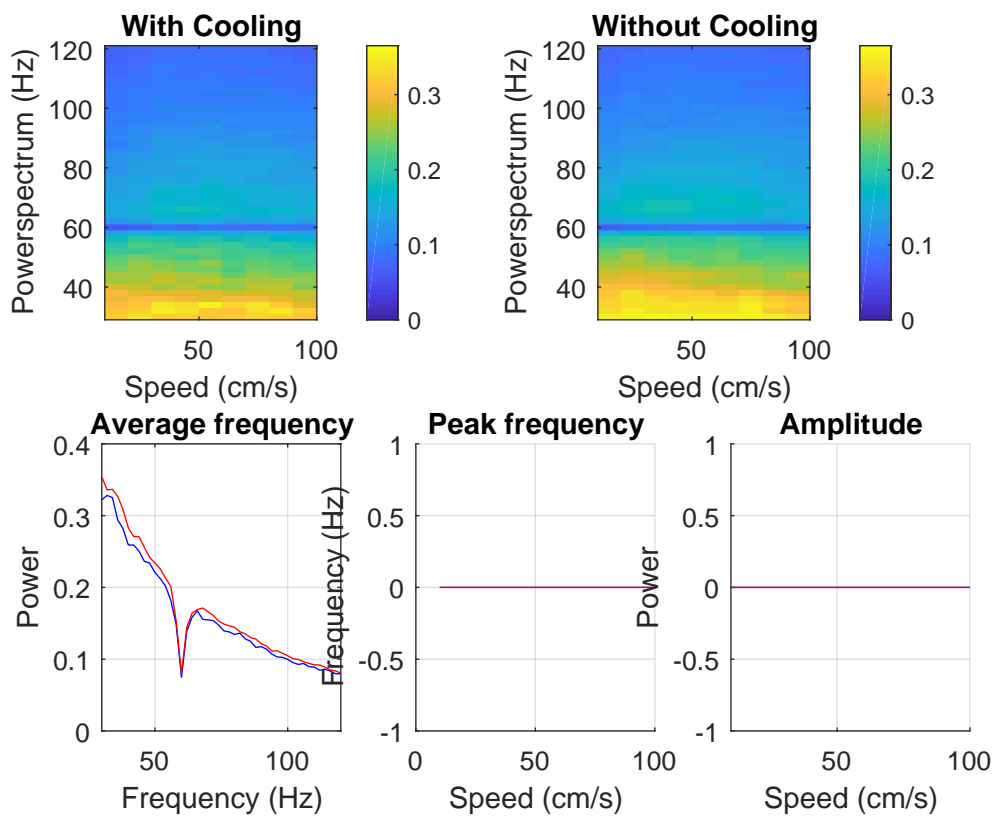 With Cooling
Powerspectrum (Hz)
120
100
80
60
40
50
100
Speed (cm/s)
0.3
0.2
0.1
0
Without Cooling
Powerspectrum (Hz)
120
100
80
60
40
50
100
Speed (cm/s)
0.3
0.2
0.1
0
Average frequency
Power
0.4
0.3
0.2
0.1
0
50
100
Frequency (Hz)
Peak frequency
Frequency (Hz)
1
0.5
0
-0.5
-1
0
50
100
Speed (cm/s)
Amplitude
Power
1
0.5
0
-0.5
-1
50
100
Speed (cm/s)